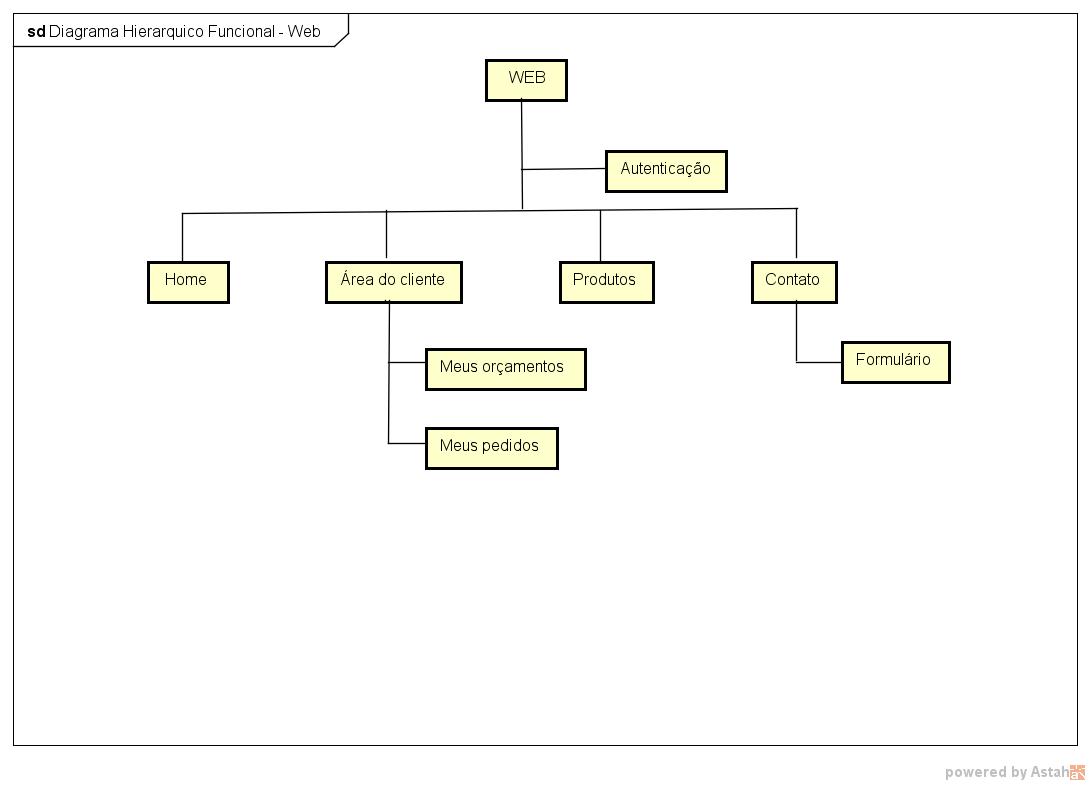 sd Diagrama Hierarquico Funcional - Web
WEB
Autenticação
Home
Área do cliente
Produtos
Contato
Meus orçamentos
Formulário
Meus pedidos
powered by Astah